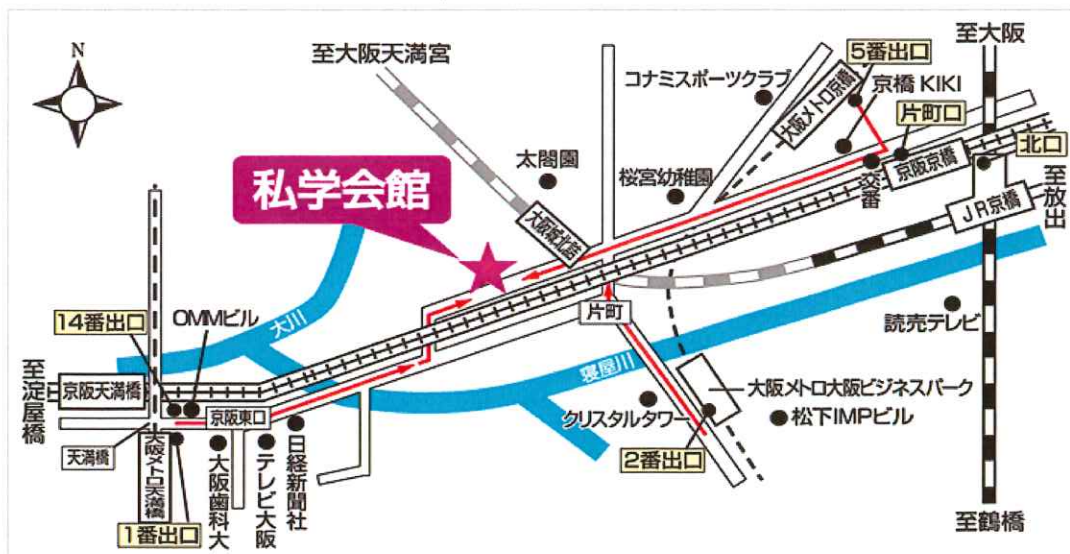 N
至大阪天満宮
コナミスポーツクラブ
5番出口
至大阪
京橋 KIKI
大阪メトロ京橋
片町口
太閤園
桜宮幼稚園
交番
京阪京橋
北口
至放出
JR京橋
私学会館
大阪城北詰
14番出口
OMMビル
大川
片町
読売テレビ
至淀屋橋
京阪天満橋
寝屋川
大阪メトロ大阪ビジネスパーク
クリスタルタワー
松下IMPビル
京阪東口
天満橋
2番出口
大阪メトロ天満橋
1番出口
大阪歯科大
テレビ大阪
日経新聞社
至鶴橋